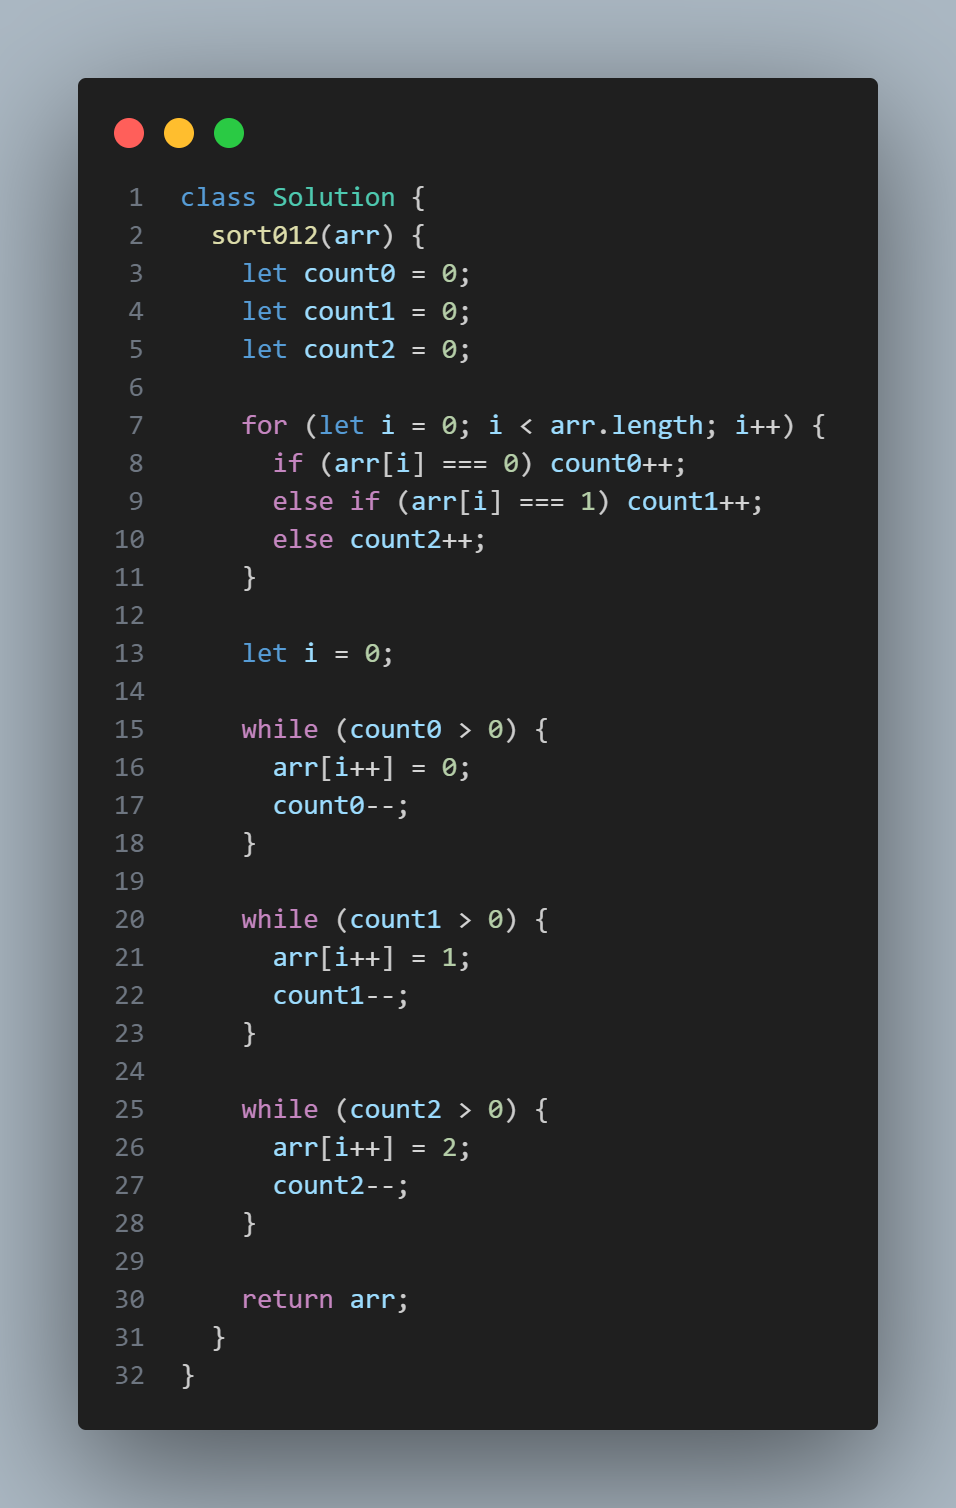 1 class Solution {
2   sort012(arr) {
3     let count0 = 0;
4     let count1 = 0;
5     let count2 = 0;
6
7     for (let i = 0; i < arr.length; i++) {
8       if (arr[i] === 0) count0++;
9       else if (arr[i] === 1) count1++;
10       else count2++;
11     }
12
13     let i = 0;
14
15     while (count0 > 0) {
16       arr[i++] = 0;
17       count0--;
18     }
19
20     while (count1 > 0) {
21       arr[i++] = 1;
22       count1--;
23     }
24
25     while (count2 > 0) {
26       arr[i++] = 2;
27       count2--;
28     }
29
30     return arr;
31   }
32 }